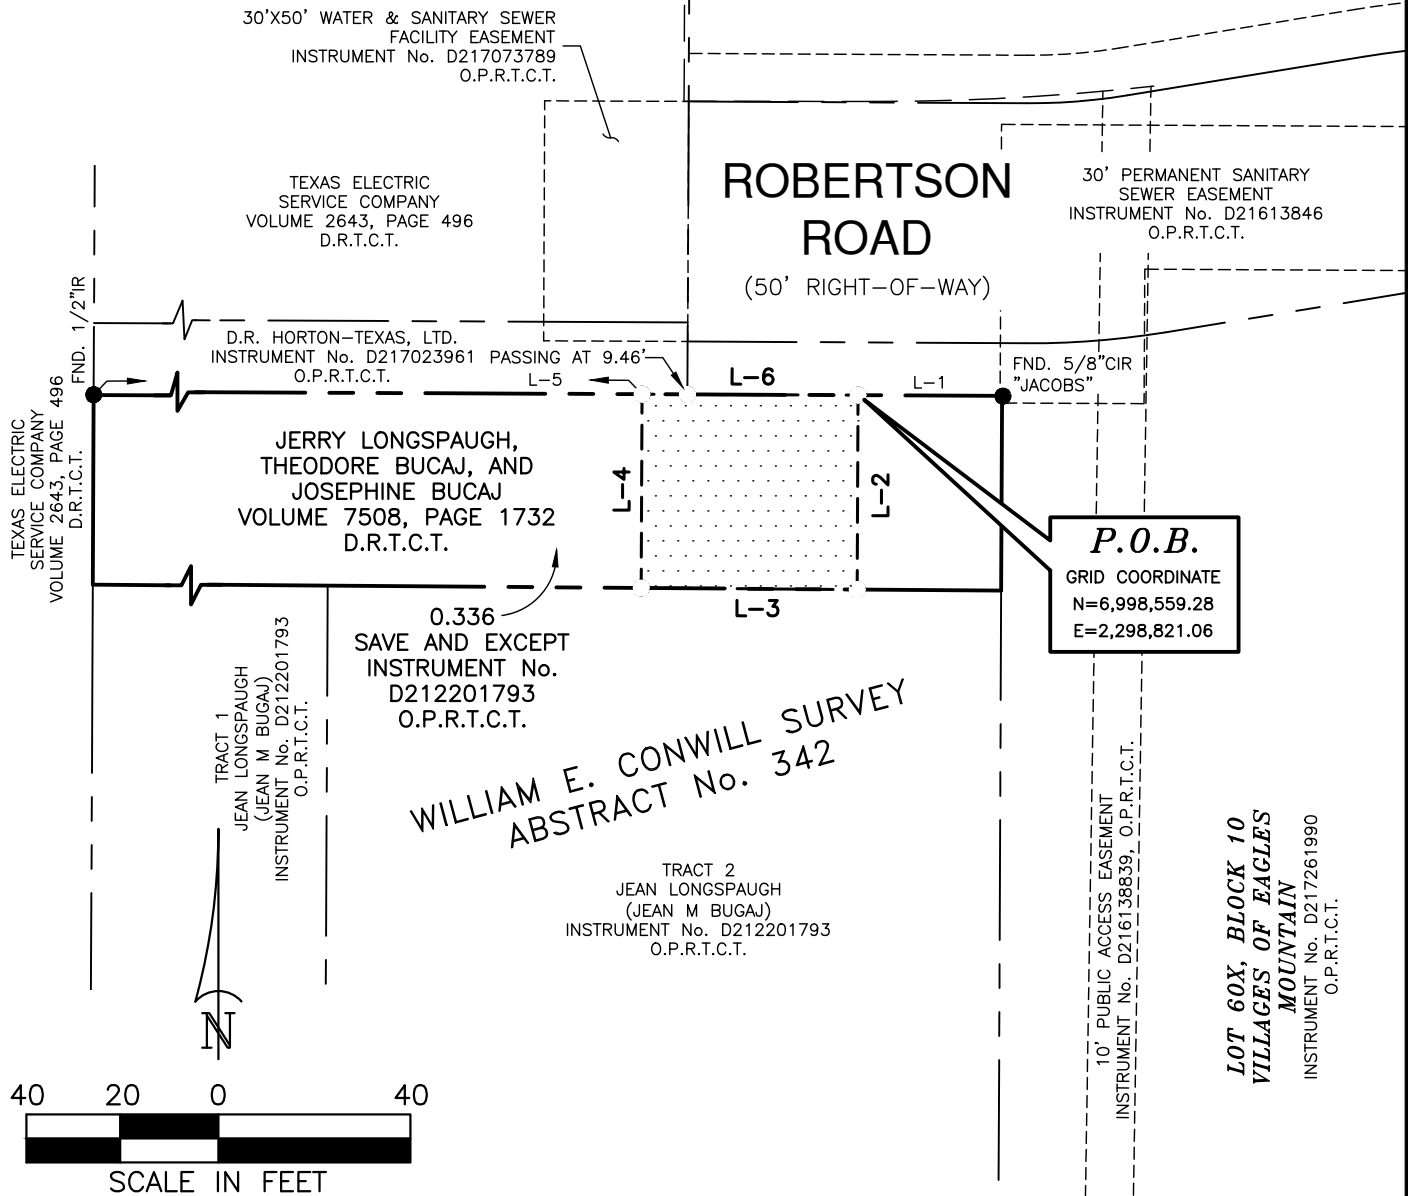 30'X50' WATER & SANITARY SEWER
FACILITY EASEMENT
INSTRUMENT No. D217073789
O.P.R.T.C.T.
TEXAS ELECTRIC
SERVICE COMPANY
VOLUME 2643, PAGE 496
D.R.T.C.T.
ROBERTSON
ROAD
(50' RIGHT-OF-WAY)
30' PERMANENT SANITARY
SEWER EASEMENT
INSTRUMENT No. D21613846
O.P.R.T.C.T.
FND. 1/2"IR
D.R. HORTON-TEXAS, LTD.
INSTRUMENT No. D217023961
O.P.R.T.C.T.
PASSING AT 9.46'
L-5
L-6
L-1
FND. 5/8"CIR
"JACOBS"
TEXAS ELECTRIC
SERVICE COMPANY
VOLUME 2643, PAGE 496
D.R.T.C.T.
JERRY LONGSPAUGH,
THEODORE BUCAJ, AND
JOSEPHINE BUCAJ
VOLUME 7508, PAGE 1732
D.R.T.C.T.
L-4
L-2
L-3
P.O.B.
GRID COORDINATE
N=6,998,559.28
E=2,298,821.06
0.336
SAVE AND EXCEPT
INSTRUMENT No.
D212201793
O.P.R.T.C.T.
TRACT 1
JEAN LONGSPAUGH
(JEAN M BUGAJ)
INSTRUMENT No. D212201793
O.P.R.T.C.T.
WILLIAM E. CONWILL SURVEY
ABSTRACT No. 342
TRACT 2
JEAN LONGSPAUGH
(JEAN M BUGAJ)
INSTRUMENT No. D212201793
O.P.R.T.C.T.
10' PUBLIC ACCESS EASEMENT
INSTRUMENT No. D216138839, O.P.R.T.C.T.
LOT 60X, BLOCK 10
VILLAGES OF EAGLES
MOUNTAIN
INSTRUMENT No. D217261990
O.P.R.T.C.T.
N
40 20 0 40
SCALE IN FEET